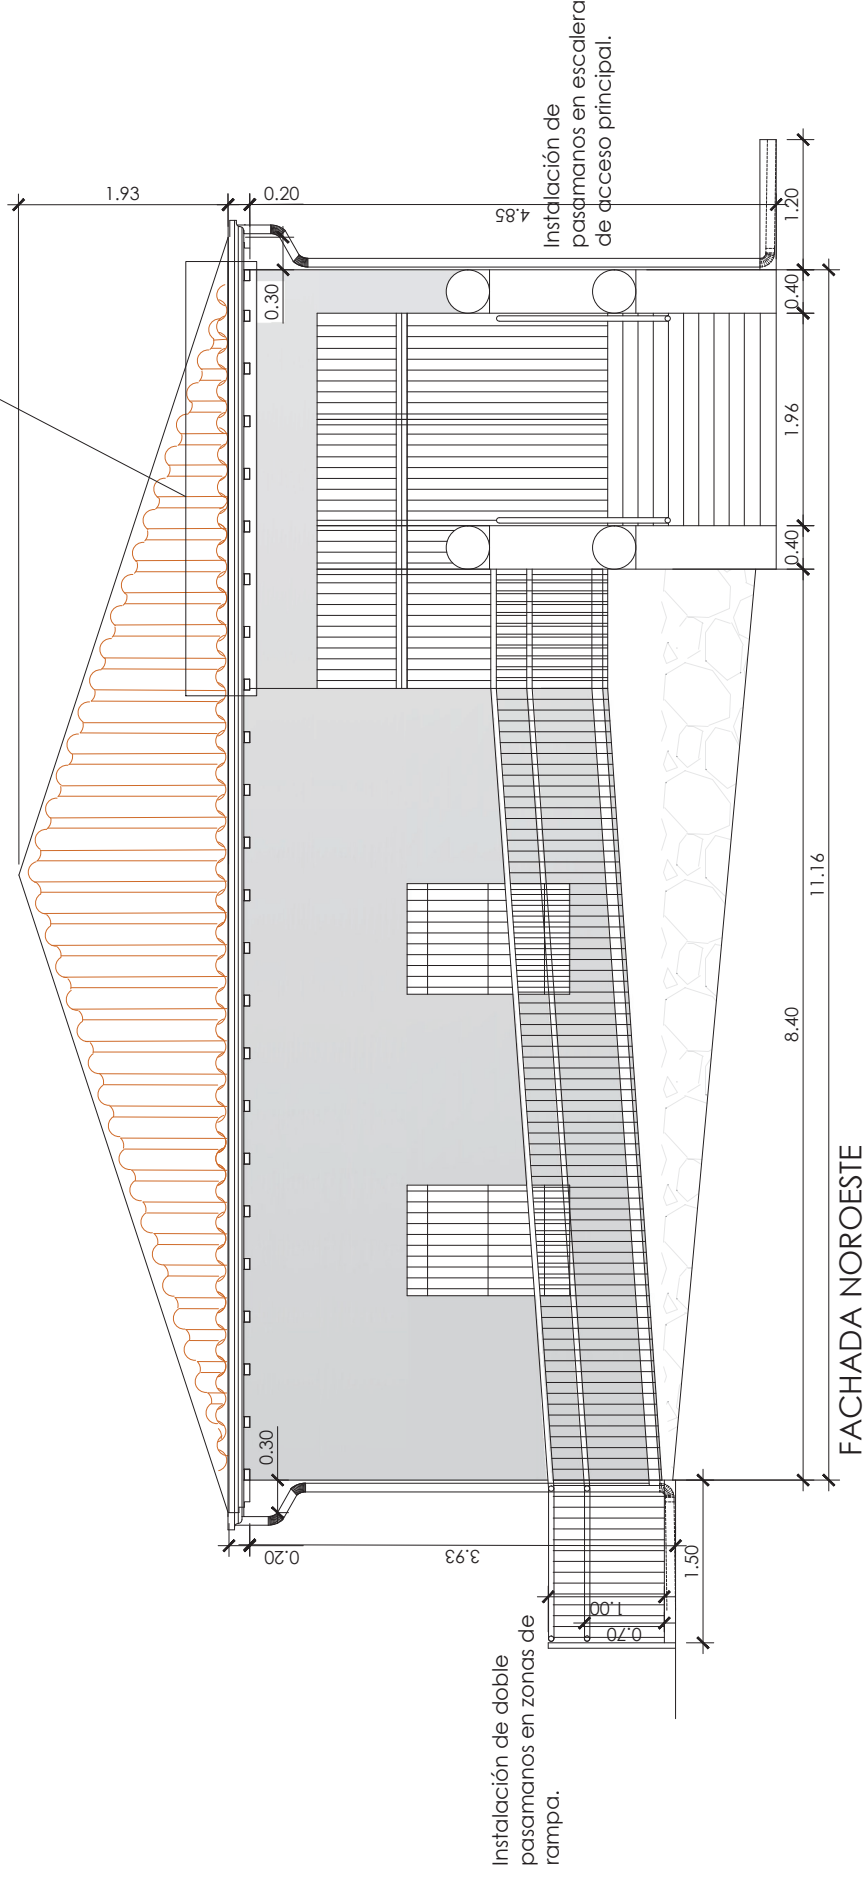 1.93
0.20
4.85
0.30
Instalación de
pasamanos en escalera
de acceso principal.
1.20
0.40
1.96
0.40
8.40
11.16
0.30
0.20
3.93
1.50
1.00
0.70
Instalación de doble
pasamanos en zonas de
rampa.
FACHADA NOROESTE